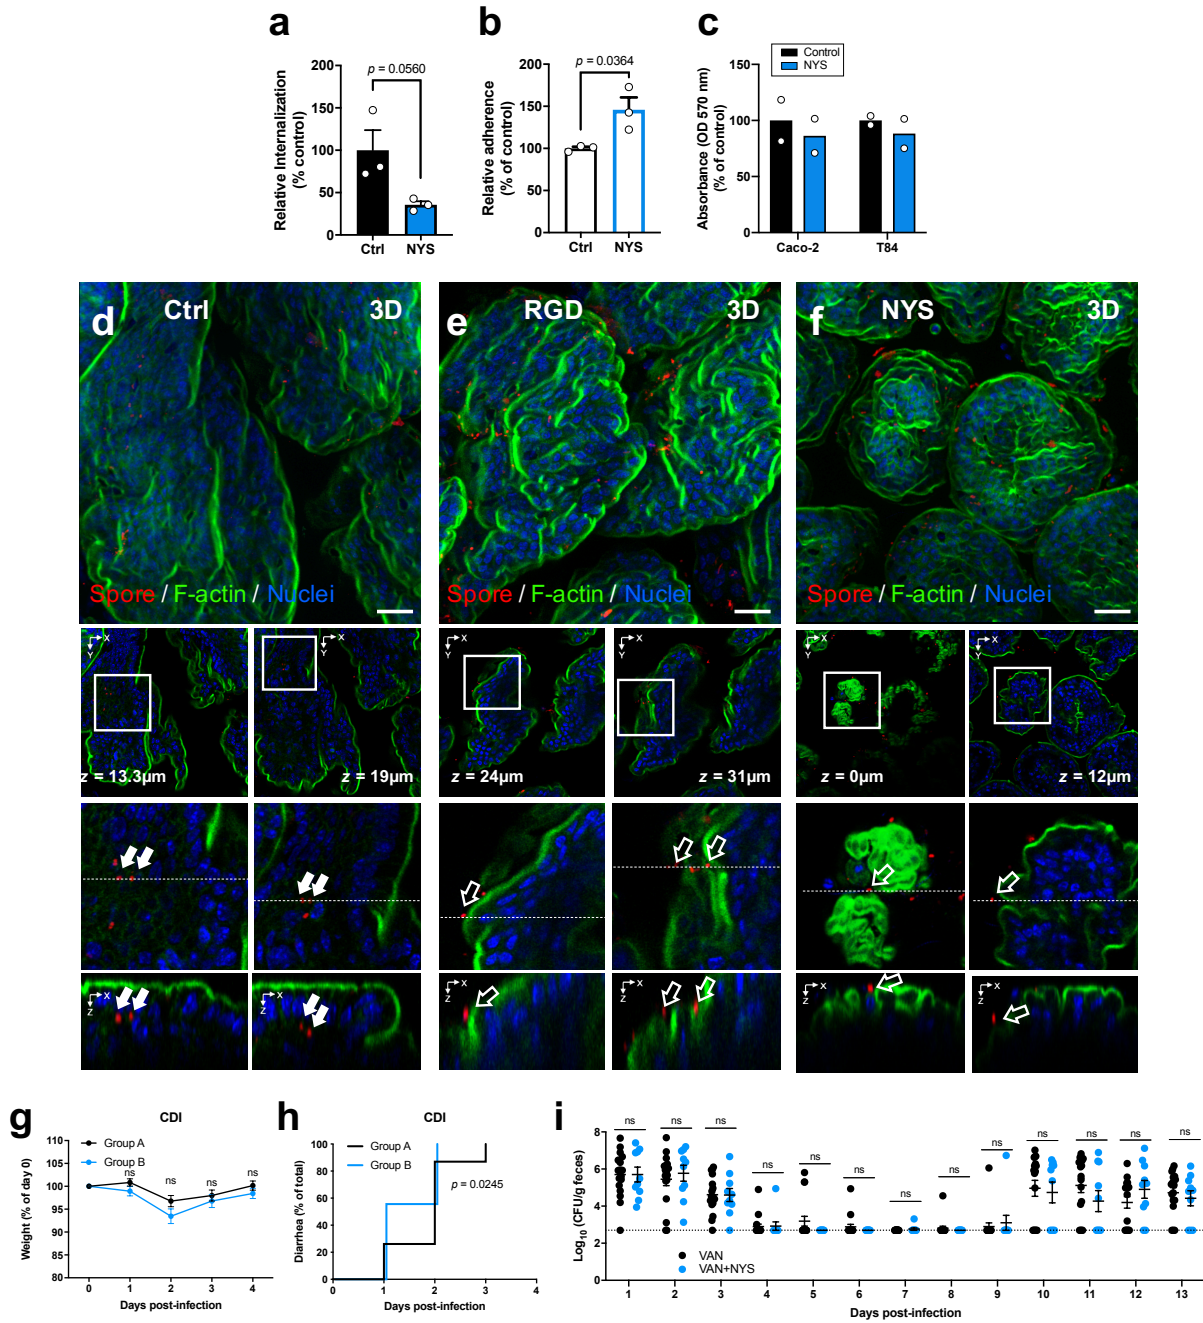 a
Relative Internalization
(% control)
200
150
100
50
0
p = 0.0560
Ctrl
NYS
b
Relative adherence
(% of control)
200
150
100
50
0
p = 0.0364
Ctrl
NYS
c
Control
NYS
Absorbance (OD 570 nm)
(% of control)
150
100
50
0
Caco-2
T84
d
Ctrl
3D
Spore / F-actin / Nuclei
e
RGD
3D
Spore / F-actin / Nuclei
f
NYS
3D
Spore / F-actin / Nuclei
X
Y
z = 13.3µm
X
Y
z = 19µm
X
Y
z = 24µm
X
Y
z = 31µm
X
Y
z = 0µm
X
Y
z = 12µm
X
Z
X
Z
X
Z
X
Z
X
Z
X
Z
g
CDI
Group A
Group B
Weight (% of day 0)
110
105
100
95
90
85
80
ns
ns
ns
ns
0 1 2 3 4
Days post-infection
h
CDI
Group A
Group B
p = 0.0245
Diarrhea (% of total)
100
80
60
40
20
0
0 1 2 3 4
Days post-infection
i
Log10 (CFU/g feces)
8
6
4
2
0
ns ns ns ns ns ns ns ns ns ns ns ns ns
VAN
VAN+NYS
1 2 3 4 5 6 7 8 9 10 11 12 13
Days post-infection